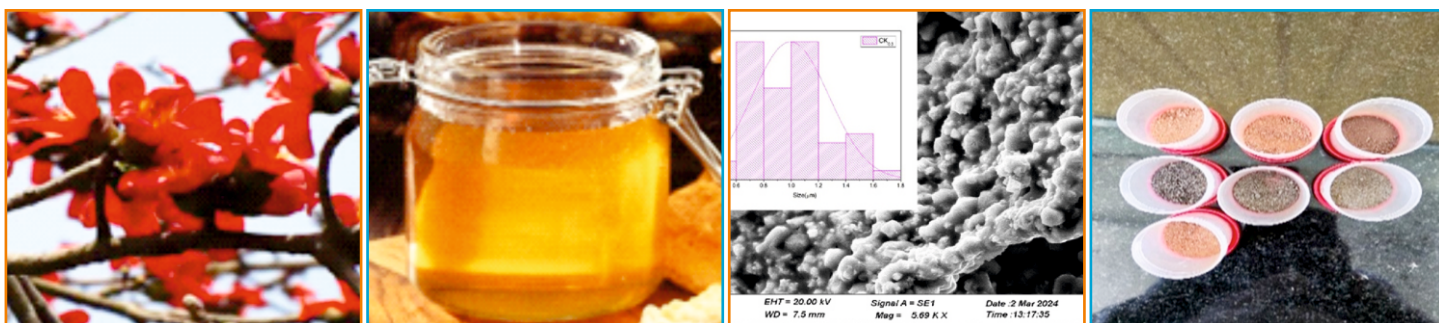 CK
0.6 0.8 1.0 1.2 1.4 1.6 1.8
Size(μm)
EHT = 20.00 kV Signal A = SE1 Date :2 Mar 2024
WD = 7.5 mm Mag = 5.69 K X Time :13:17:35